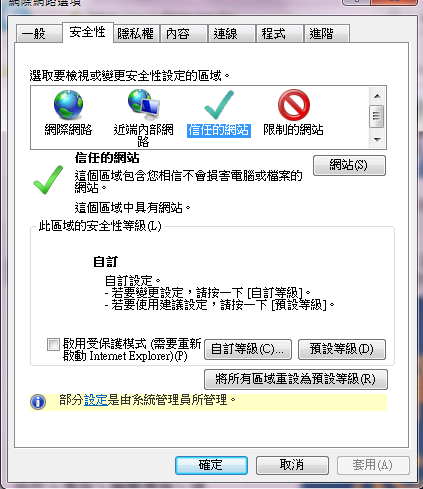 網際網路選項
一般 安全性 隱私權 內容 連線 程式 進階
選取要檢視或變更安全性設定的區域。
網際網路 近端內部網路 信任的網站 限制的網站
信任的網站
網站(S)
這個區域包含您相信不會損害電腦或檔案的
網站。
這個區域中具有網站。
此區域的安全性等級(L)
自訂
自訂設定。
- 若要變更設定，請按一下 [自訂等級]。
- 若要使用建議設定，請按一下 [預設等級]。
啟用受保護模式 (需要重新
啟動 Internet Explorer)(P)
自訂等級(C)... 預設等級(D)
將所有區域重設為預設等級(R)
部分設定是由系統管理員所管理。
確定 取消 套用(A)